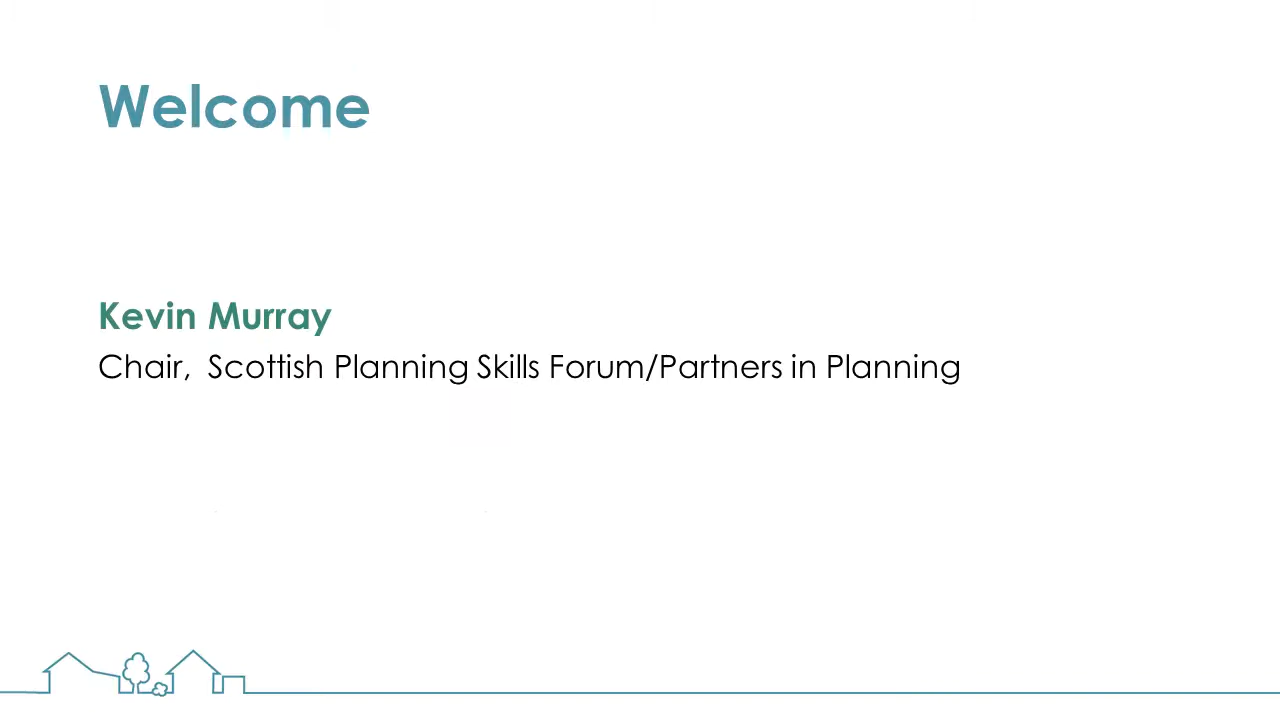 Welcome
Kevin Murray
Chair, Scottish Planning Skills Forum/Partners in Planning